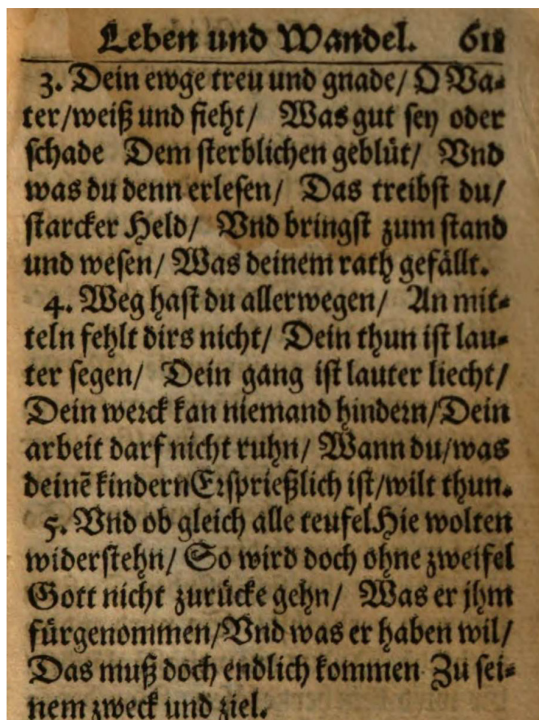 Leben und Wandel. 611
3. Dein ewge treu und gnade/ O Va-
ter/weiß und sieht/ Was gut sey oder
schade Dem sterblichen geblüt/ Vnd
was du denn erlesen/ Das treibst du/
starcker Held/ Vnd bringst zum stand
und wesen/ Was deinem rath gefällt.
4. Weg hast du allerwegen/ An mit-
teln fehlt dirs nicht/ Dein thun ist lau-
ter segen/ Dein gang ist lauter liecht/
Dein werck kan niemand hindern/Dein
arbeit darf nicht ruhn/ Wann du/was
deinē kindern Ersprießlich ist/wilt thun.
5. Vnd ob gleich alle teufel Hie wolten
widerstehn/ So wird doch ohne zweifel
Gott nicht zurücke gehn/ Was er jhm
fürgenommen/Vnd was er haben wil/
Das muß doch endlich kommen Zu sei-
nem zweck und ziel.